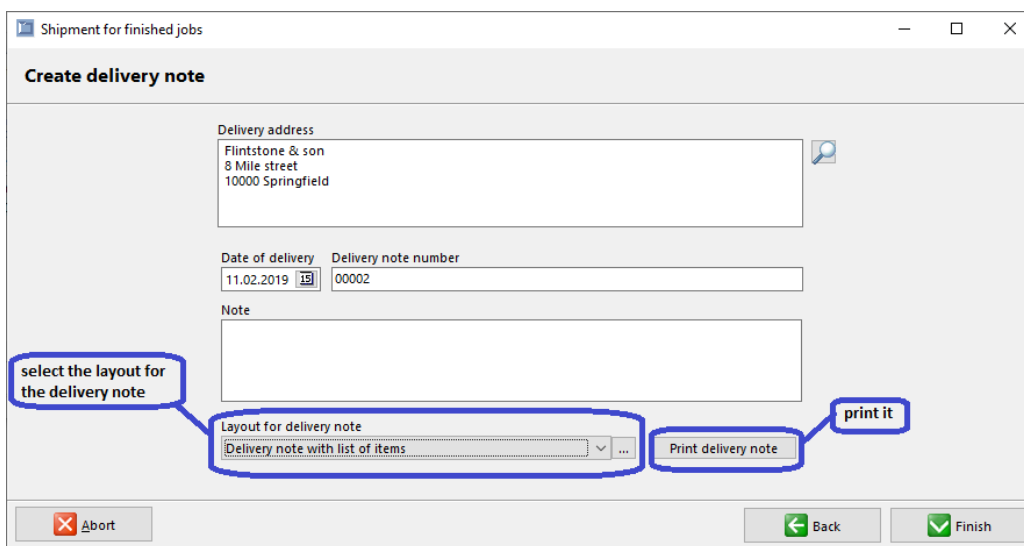 Shipment for finished jobs
Create delivery note
Delivery address
Flintstone & son
8 Mile street
10000 Springfield
Date of delivery Delivery note number
11.02.2019 15 00002
Note
select the layout for
the delivery note
Layout for delivery note
print it
Delivery note with list of items ... Print delivery note
Abort Back Finish